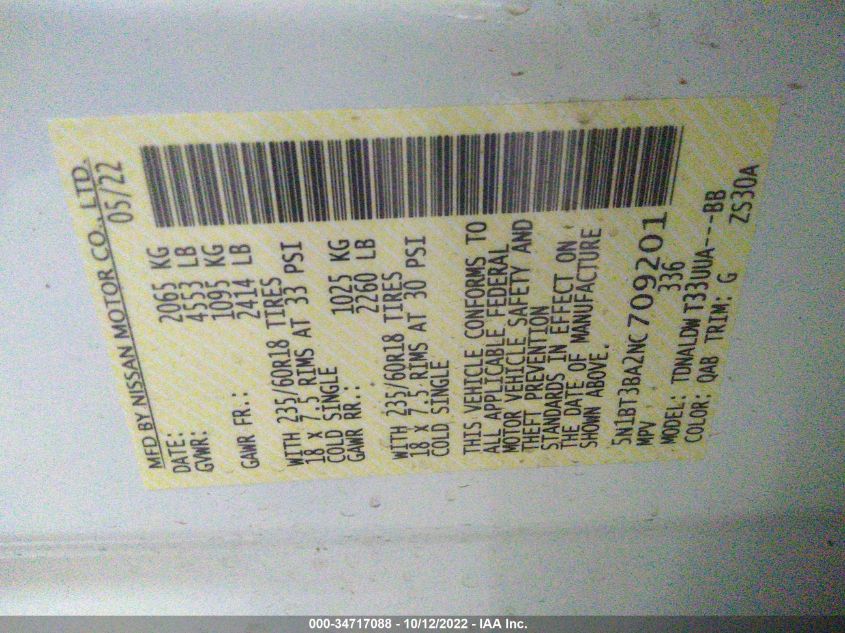 MFD BY NISSAN MOTOR CO., LTD.
DATE: 05/22
GVWR: 2065 KG
4553 LB
GAWR FR.: 1095 KG
2414 LB
WITH 235/60R18 TIRES
18 X 7.5 RIMS AT 33 PSI
COLD SINGLE
GAWR RR.: 1025 KG
2260 LB
WITH 235/60R18 TIRES
18 X 7.5 RIMS AT 30 PSI
COLD SINGLE
THIS VEHICLE CONFORMS TO
ALL APPLICABLE FEDERAL
MOTOR VEHICLE SAFETY AND
THEFT PREVENTION
STANDARDS IN EFFECT ON
THE DATE OF MANUFACTURE
SHOWN ABOVE.
5N1BT3BA2NC709201
MPV 336
MODEL: TDNALDW T33UUA----BB
COLOR: QAB TRIM: G ZS30A
000-34717088 - 10/12/2022 - IAA Inc.